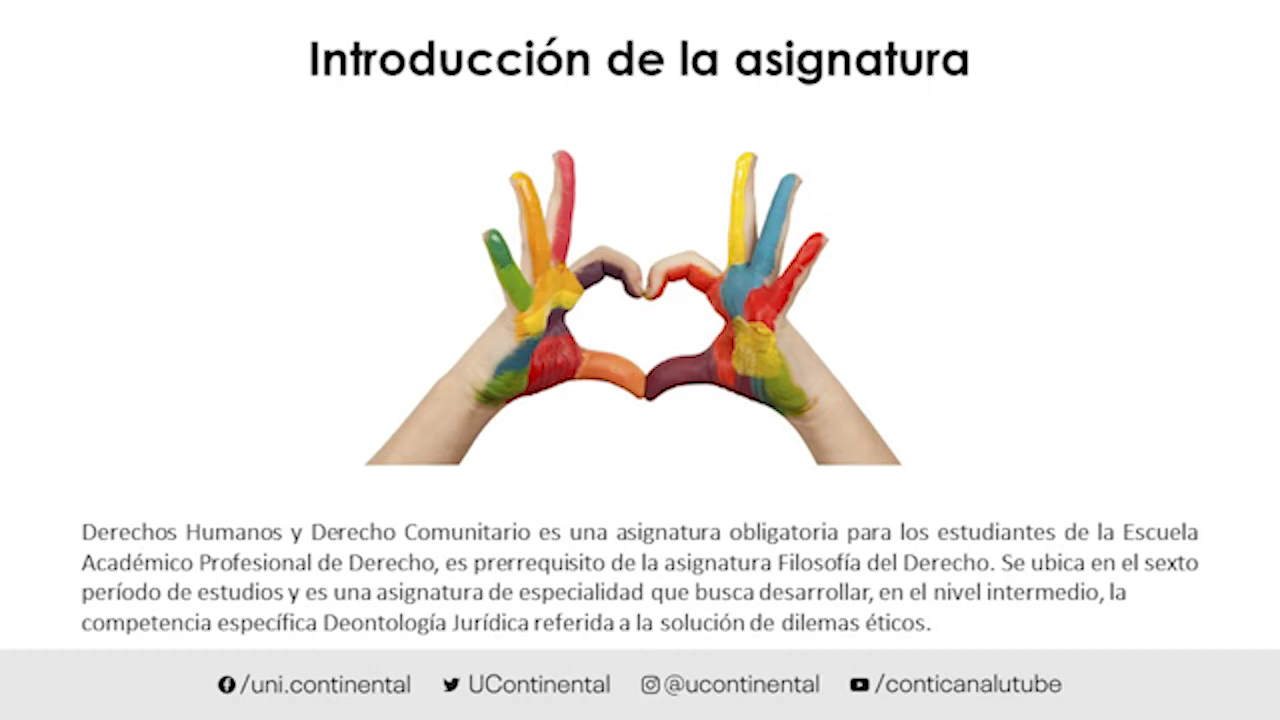 Introducción de la asignatura
Derechos Humanos y Derecho Comunitario es una asignatura obligatoria para los estudiantes de la Escuela
Académico Profesional de Derecho, es prerrequisito de la asignatura Filosofía del Derecho. Se ubica en el sexto
período de estudios y es una asignatura de especialidad que busca desarrollar, en el nivel intermedio, la
competencia específica Deontología Jurídica referida a la solución de dilemas éticos.
/uni.continental UContinental @ucontinental /conticanalutube